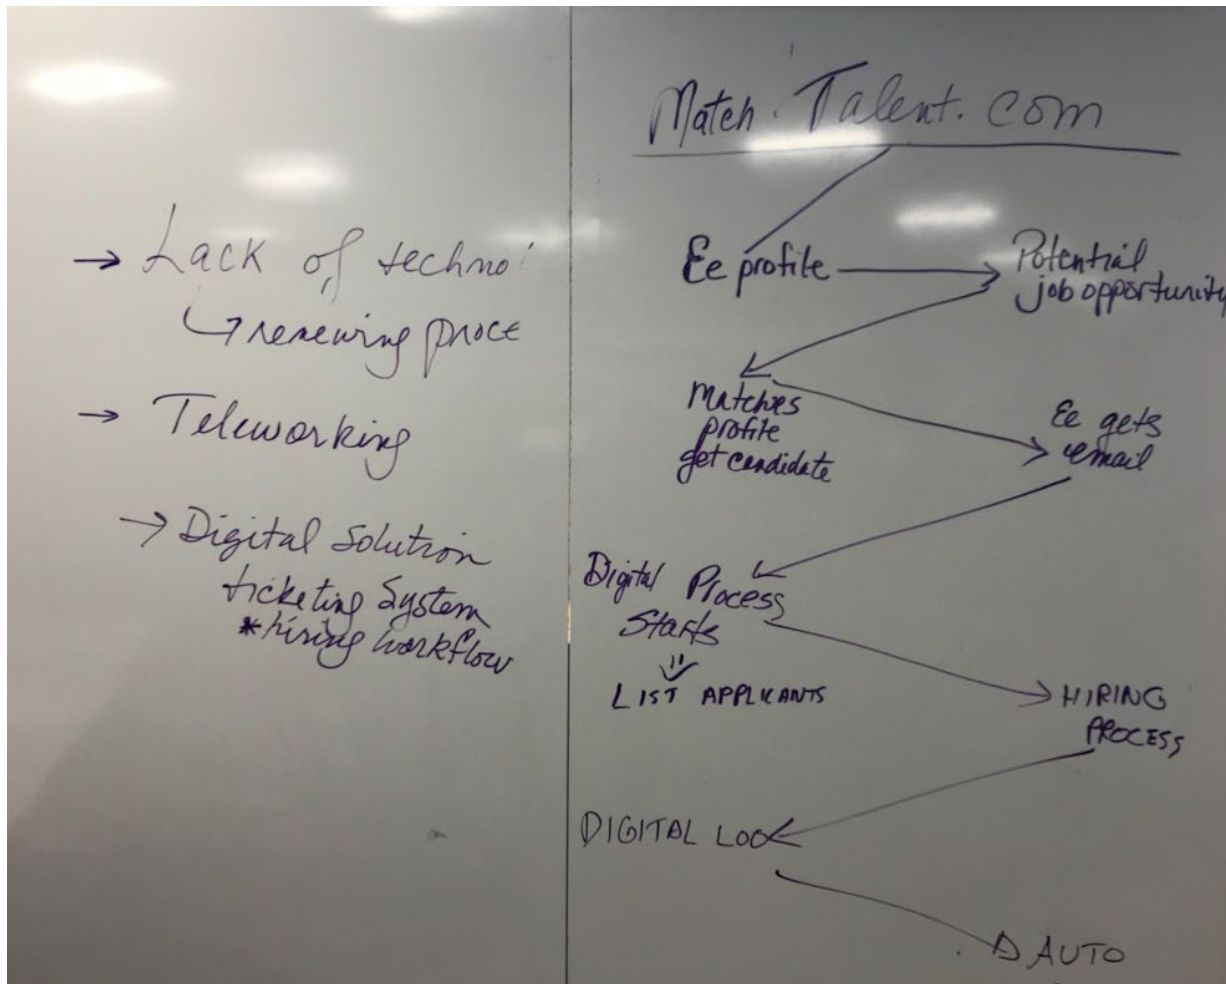 → Lack of techno
↳ renewing proce
→ Teleworking
→ Digital Solution
ticketing System
*hiring workflow
Match.Talent.com
Ee profile → Potential
job opportunity
Matches
profile
get candidate
Ee gets
email
Digital Process
Starts
LIST APPLICANTS
HIRING
PROCESS
DIGITAL
AUTO